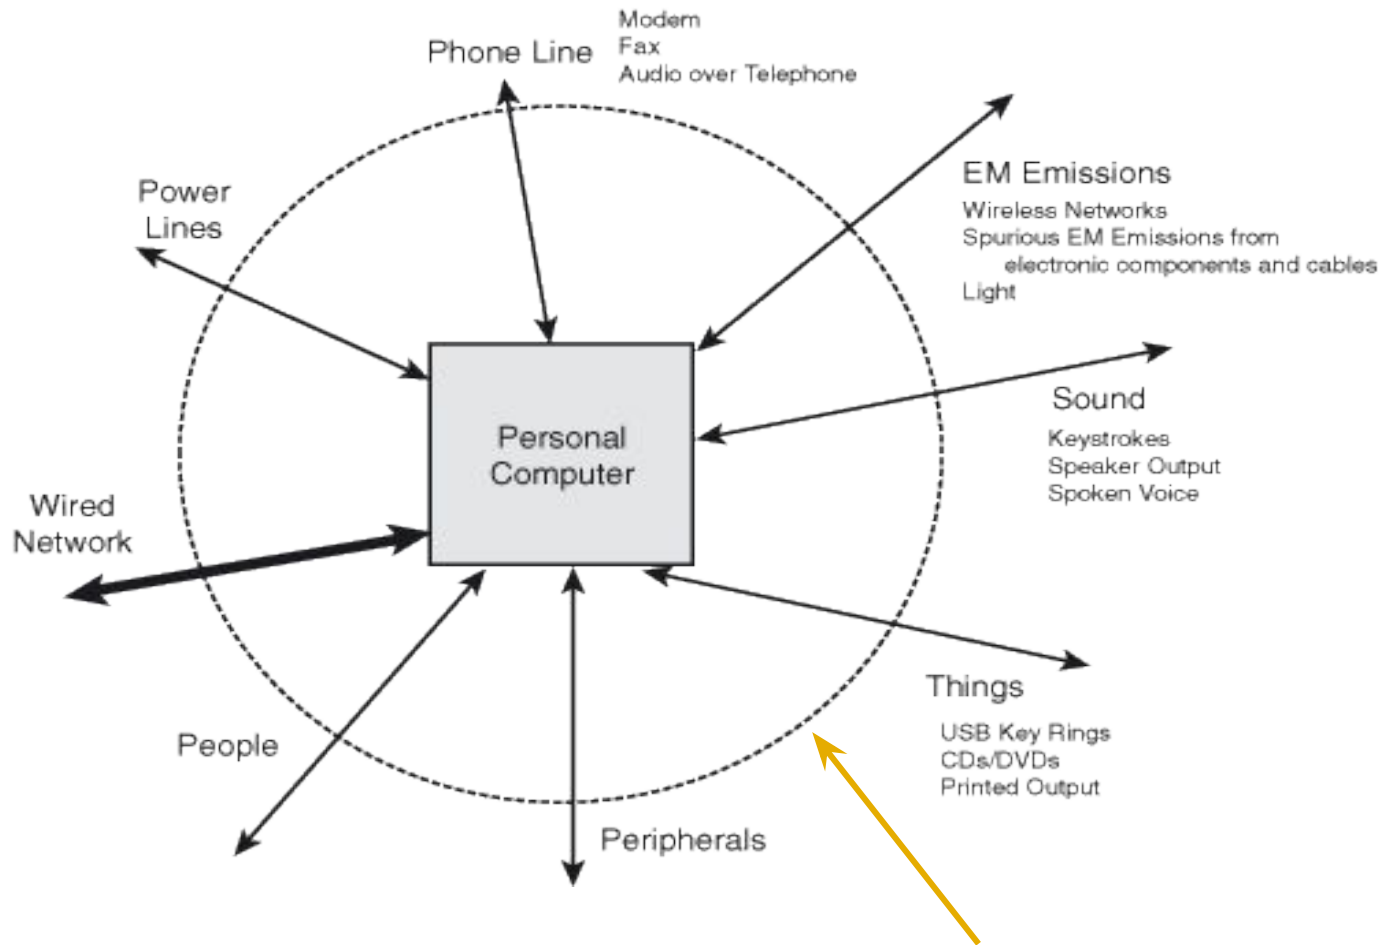 Modem
Phone Line
Fax
Audio over Telephone
Power
Lines
EM Emissions
Wireless Networks
Spurious EM Emissions from
electronic components and cables
Light
Sound
Keystrokes
Speaker Output
Spoken Voice
Personal
Computer
Wired
Network
Things
USB Key Rings
CDs/DVDs
Printed Output
People
Peripherals